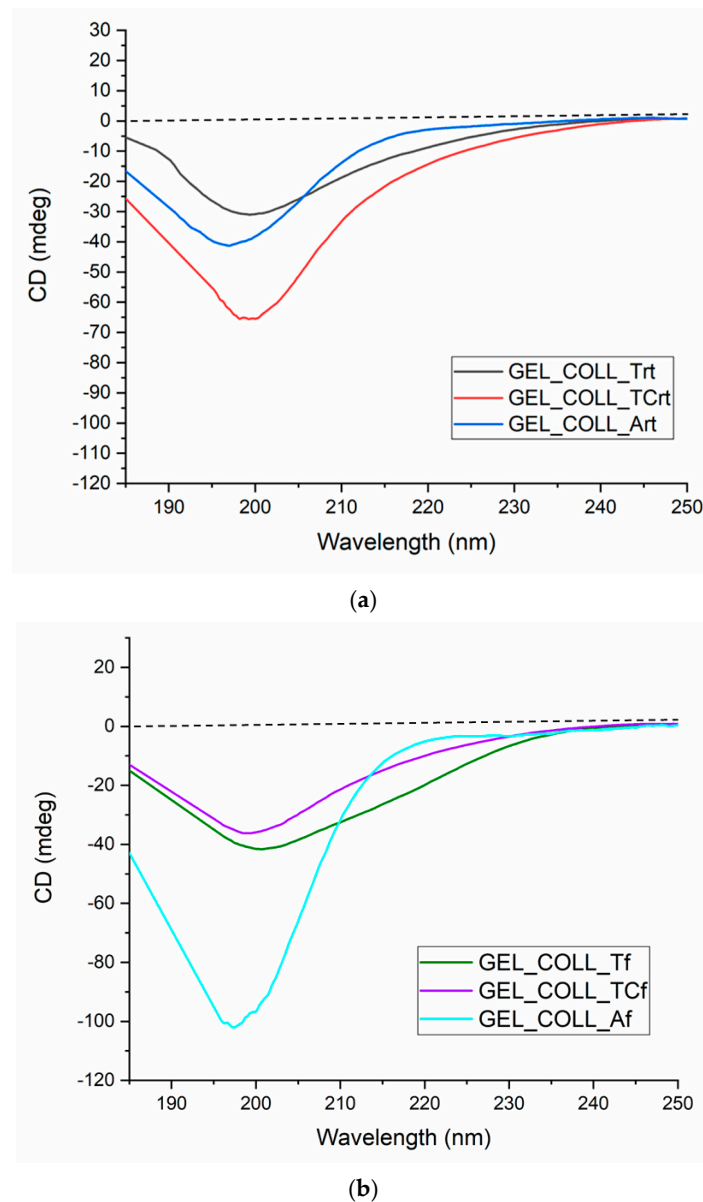 30
20
10
0
-10
-20
-30
-40
-50
-60
-70
-80
-90
-100
-110
-120
CD (mdeg)
GEL_COLL_Trt
GEL_COLL_TCrt
GEL_COLL_Art
190 200 210 220 230 240 250
Wavelength (nm)
(a)
20
0
-20
-40
-60
-80
-100
-120
CD (mdeg)
GEL_COLL_Tf
GEL_COLL_TCf
GEL_COLL_Af
190 200 210 220 230 240 250
Wavelength (nm)
(b)